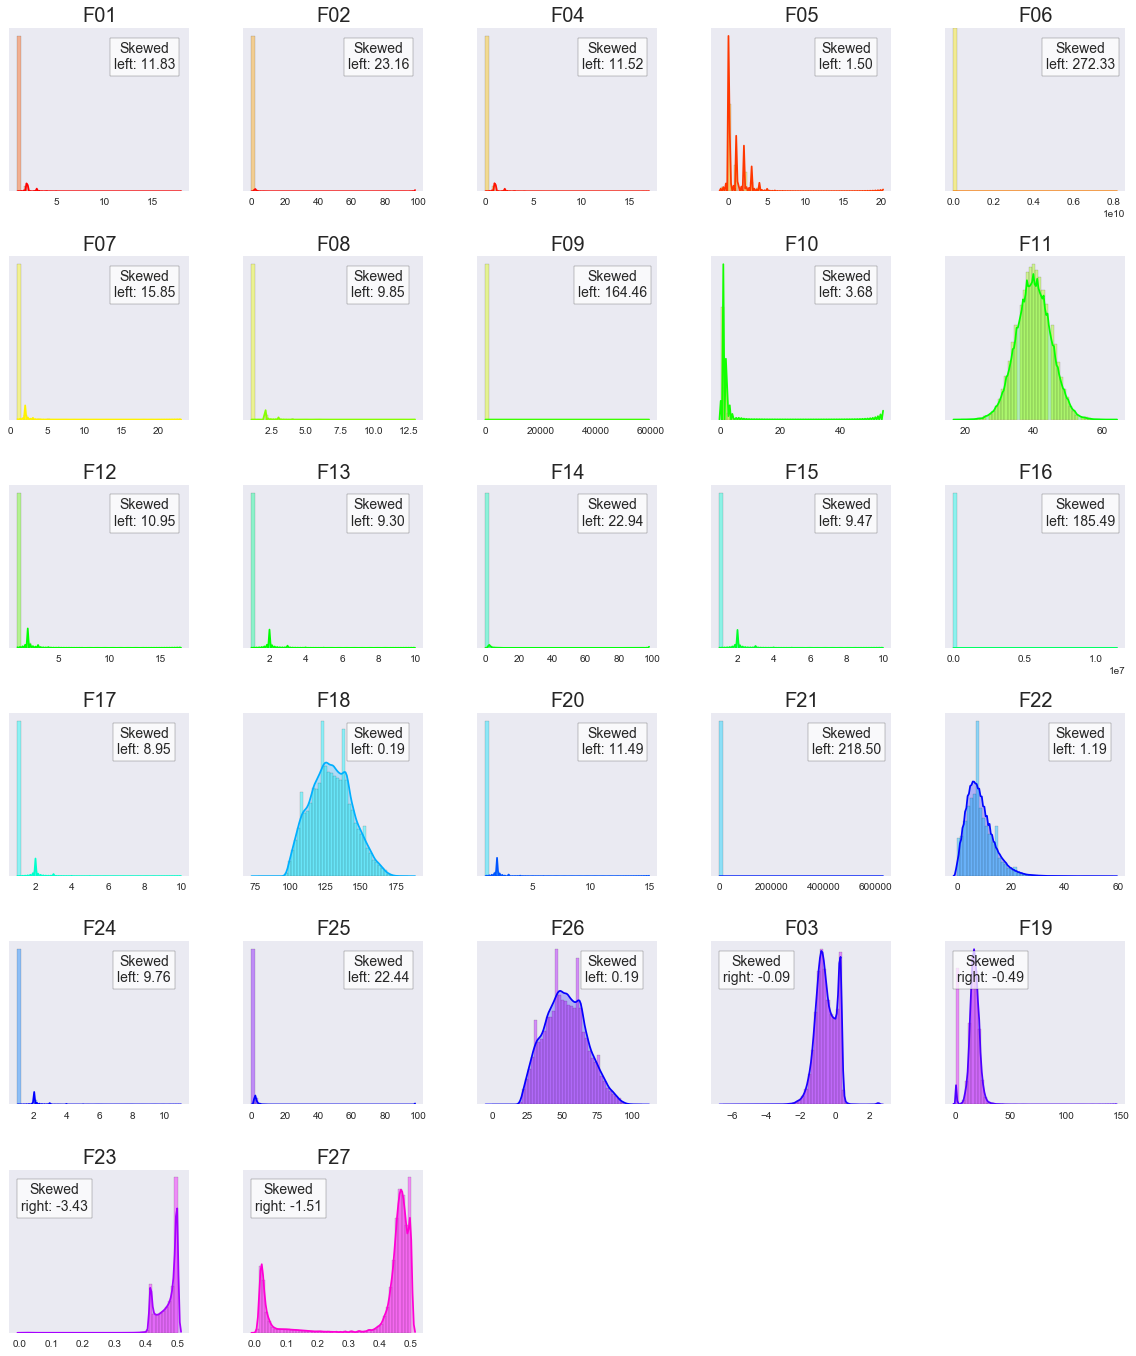 F01
Skewed
left: 11.83
5
10
15
F02
Skewed
left: 23.16
0
20
40
60
80
100
F04
Skewed
left: 11.52
0
5
10
15
F05
Skewed
left: 1.50
0
5
10
15
20
F06
Skewed
left: 272.33
0.0
0.2
0.4
0.6
0.8
1e10
F07
Skewed
left: 15.85
0
5
10
15
20
F08
Skewed
left: 9.85
2.5
5.0
7.5
10.0
12.5
F09
Skewed
left: 164.46
0
20000
40000
60000
F10
Skewed
left: 3.68
0
20
40
F11
20
40
60
F12
Skewed
left: 10.95
5
10
15
F13
Skewed
left: 9.30
2
4
6
8
10
F14
Skewed
left: 22.94
0
20
40
60
80
100
F15
Skewed
left: 9.47
2
4
6
8
10
F16
Skewed
left: 185.49
0.0
0.5
1.0
1e7
F17
Skewed
left: 8.95
2
4
6
8
10
F18
Skewed
left: 0.19
75
100
125
150
175
F20
Skewed
left: 11.49
5
10
15
F21
Skewed
left: 218.50
0
200000
400000
600000
F22
Skewed
left: 1.19
0
20
40
60
F24
Skewed
left: 9.76
2
4
6
8
10
F25
Skewed
left: 22.44
0
20
40
60
80
100
F26
Skewed
left: 0.19
0
25
50
75
100
F03
Skewed
right: -0.09
−6
−4
−2
0
2
F19
Skewed
right: -0.49
0
50
100
150
F23
Skewed
right: -3.43
0.0
0.1
0.2
0.3
0.4
0.5
F27
Skewed
right: -1.51
0.0
0.1
0.2
0.3
0.4
0.5